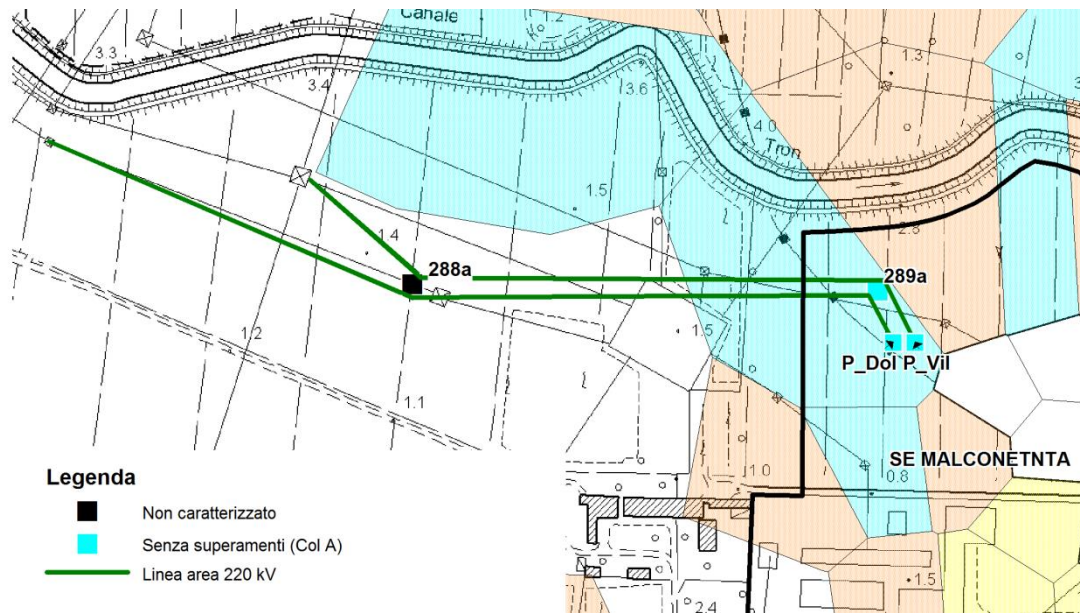 Canale
1.2
3.3
1.3
3.4
3.6
4.0
Tron
1.5
1.4
2.8
288a
289a
1.2
1.5
P_Dol P_Vil
1.1
SE MALCONETNTA
1.0
0.8
Legenda
Non caratterizzato
Senza superamenti (Col A)
Linea area 220 kV
1.5
2.4